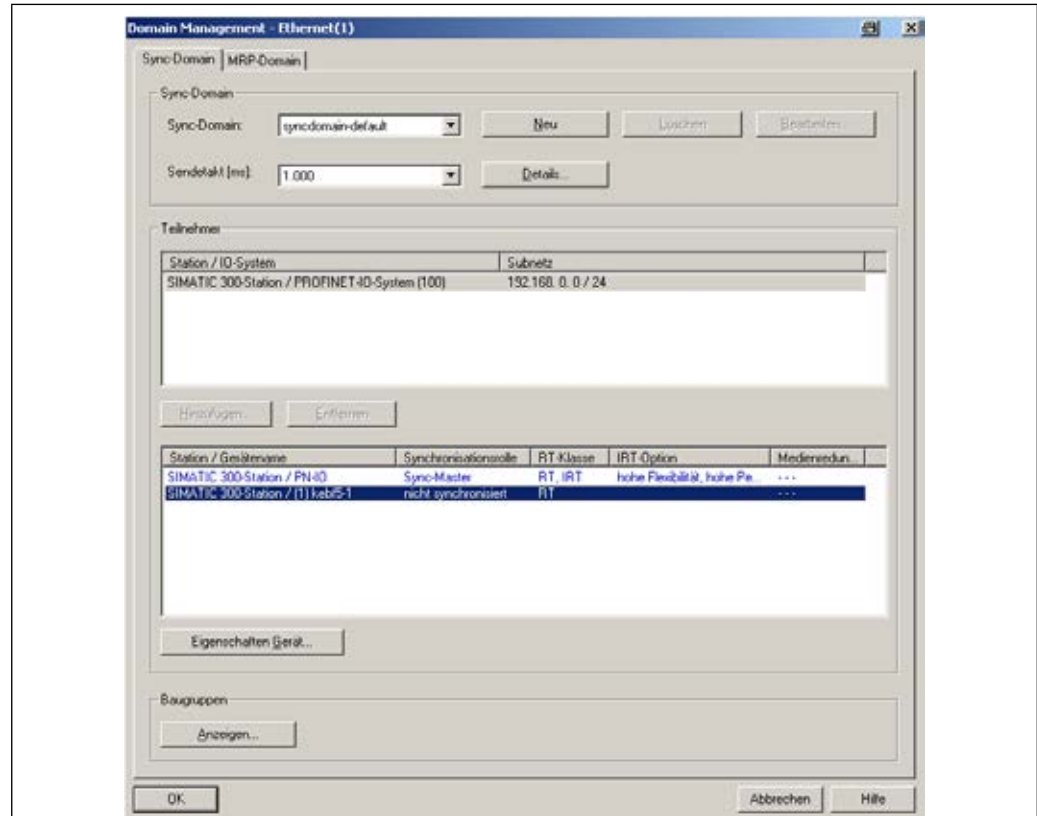 Domain Management - Ethernet(1)
Sync-Domain MRP-Domain
Sync-Domain
Sync-Domain: syncdomain-default Neu Löschen Bearbeiten...
Sendetakt [ms]: 1.000 Details...
Teilnehmer
Station / IO-System Subnetz
SIMATIC 300-Station / PROFINET-IO-System (100) 192.168. 0. 0 / 24
Hinzufügen... Entfernen
Station / Gerätename Synchronisationsrolle RT-Klasse IRT-Option Medienredun...
SIMATIC 300-Station / PN-IO Sync-Master RT, IRT hohe Flexibilität, hohe Pe... - - -
SIMATIC 300-Station / (1) kebf5-1 nicht synchronisiert RT - - -
Eigenschaften Gerät...
Baugruppen
Anzeigen...
OK Abbrechen Hilfe